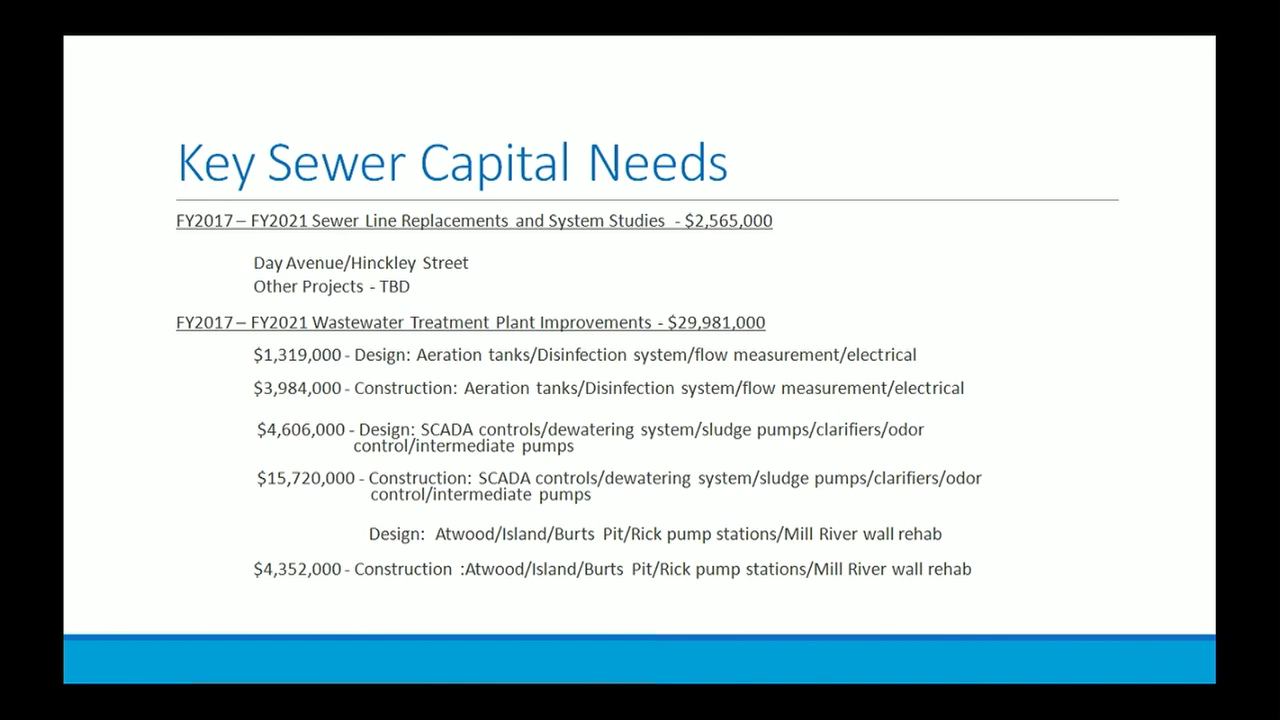 Key Sewer Capital Needs
FY2017 – FY2021 Sewer Line Replacements and System Studies - $2,565,000
Day Avenue/Hinckley Street
Other Projects - TBD
FY2017 – FY2021 Wastewater Treatment Plant Improvements - $29,981,000
$1,319,000 - Design: Aeration tanks/Disinfection system/flow measurement/electrical
$3,984,000 - Construction: Aeration tanks/Disinfection system/flow measurement/electrical
$4,606,000 - Design: SCADA controls/dewatering system/sludge pumps/clarifiers/odor
control/intermediate pumps
$15,720,000 - Construction: SCADA controls/dewatering system/sludge pumps/clarifiers/odor
control/intermediate pumps
Design: Atwood/Island/Burts Pit/Rick pump stations/Mill River wall rehab
$4,352,000 - Construction :Atwood/Island/Burts Pit/Rick pump stations/Mill River wall rehab